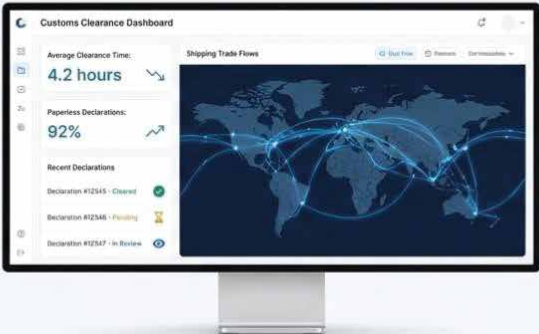 Customs Clearance Dashboard
Average Clearance Time:
4.2 hours
Paperless Declarations:
92%
Recent Declarations
Declaration #12345 - Cleared
Declaration #12346 - Pending
Declaration #12347 - In Review
Shipping Trade Flows